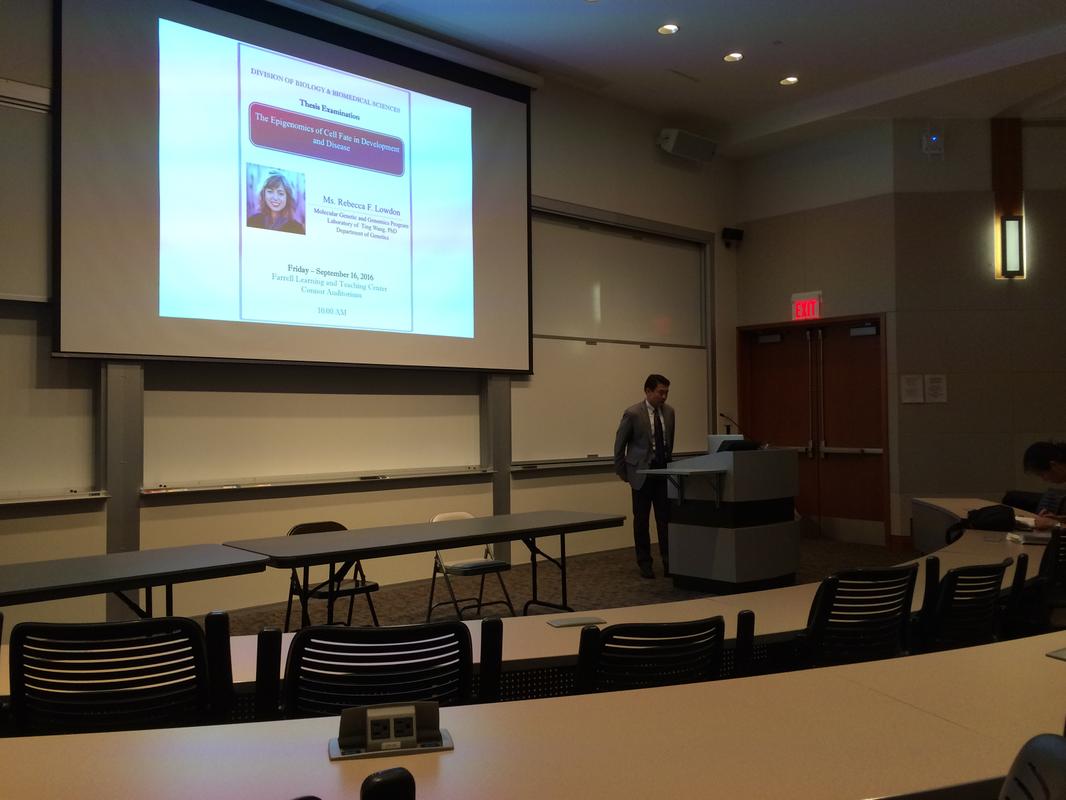 DIVISION OF BIOLOGY & BIOMEDICAL SCIENCES
Thesis Examination
The Epigenomics of Cell Fate in Development
and Disease
Ms. Rebecca F. Lowdon
Molecular Genetic and Genomics Program
Laboratory of Ting Wang, PhD
Department of Genetics
Friday – September 16, 2016
Farrell Learning and Teaching Center
Connor Auditorium
10:00 AM
EXIT